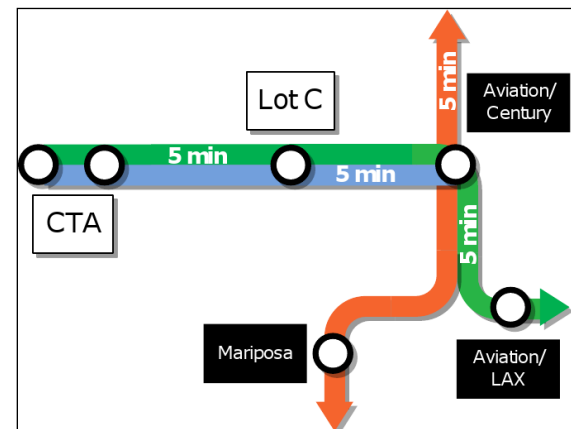 5 min
Aviation/
Century
Lot C
5 min
5 min
CTA
5 min
Mariposa
Aviation/
LAX